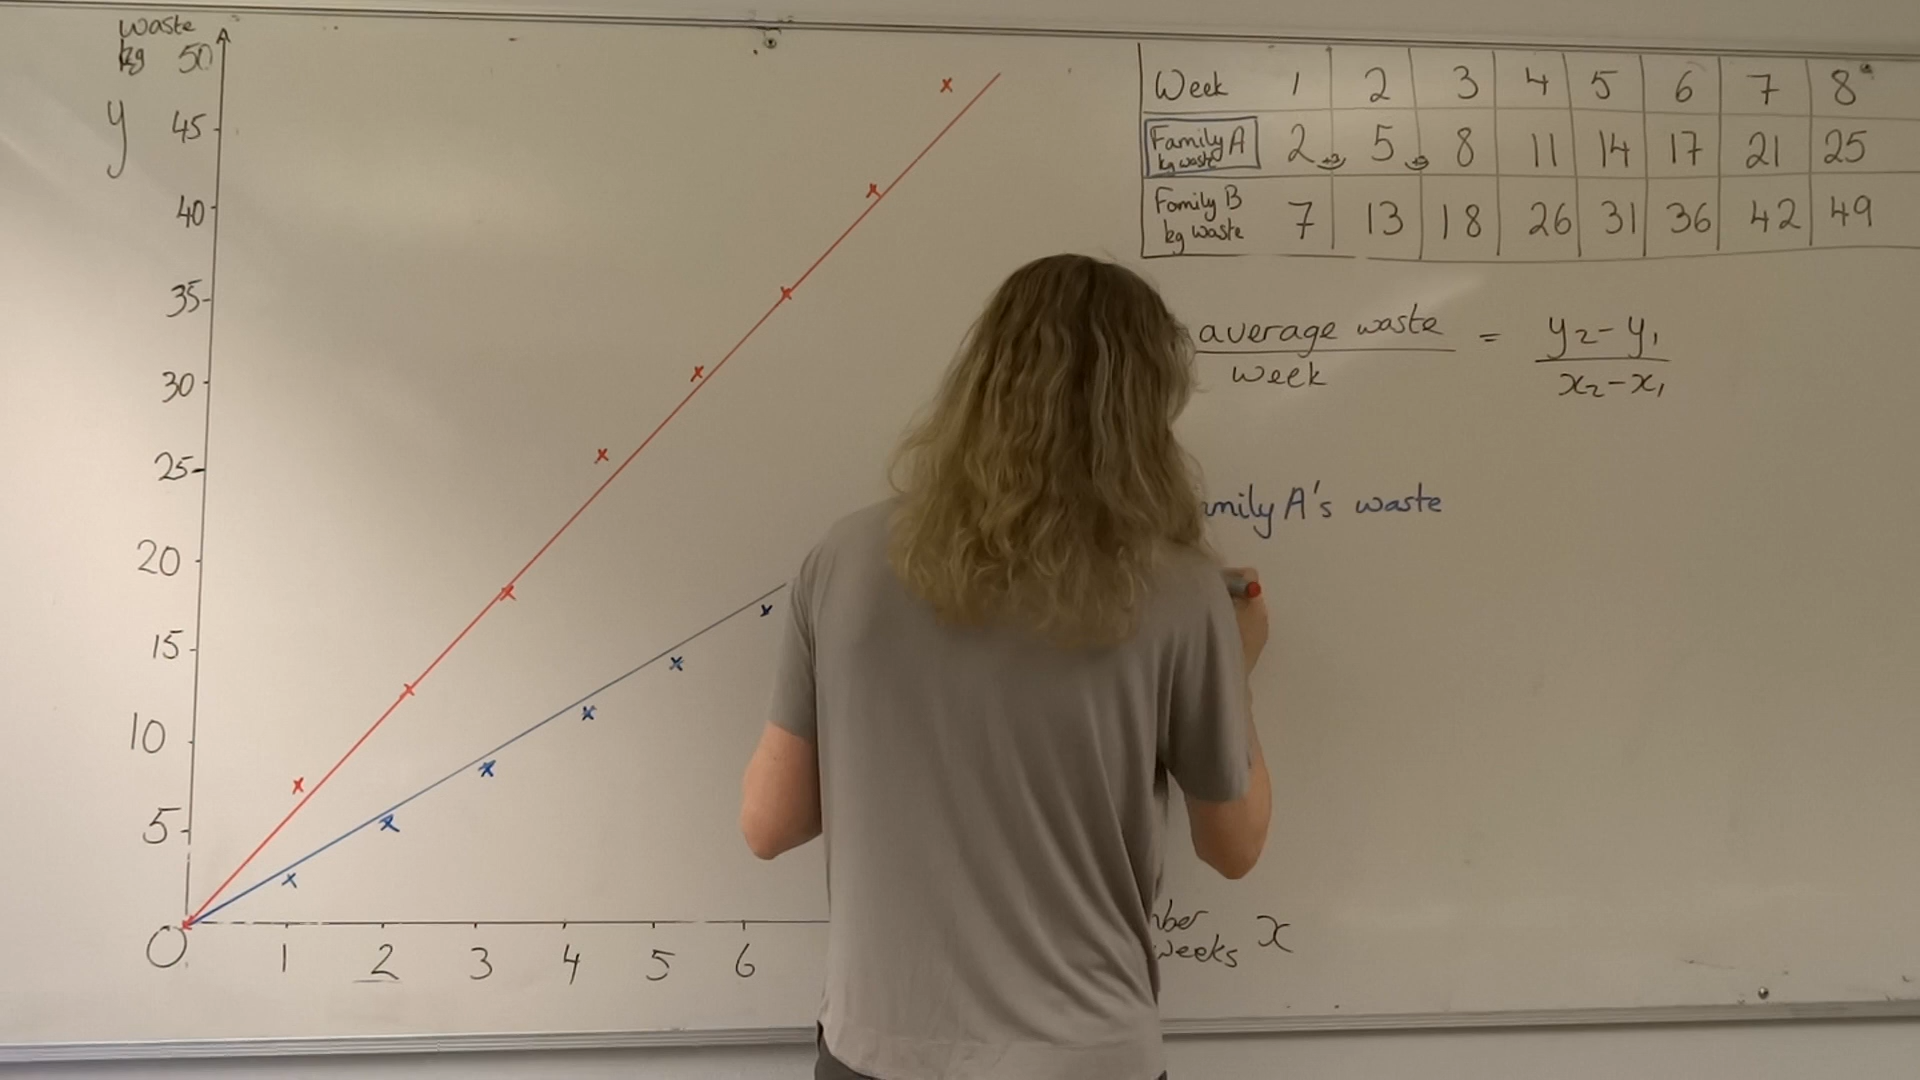 waste
kg
y
50
45
40
35
30
25
20
15
10
5
0
1 2 3 4 5 6
weeks x
Week 1 2 3 4 5 6 7 8
Family A 2 5 8 11 14 17 21 25
kg waste
Family B 7 13 18 26 31 36 42 49
kg waste
average waste = y₂-y₁
week x₂-x₁
A's waste